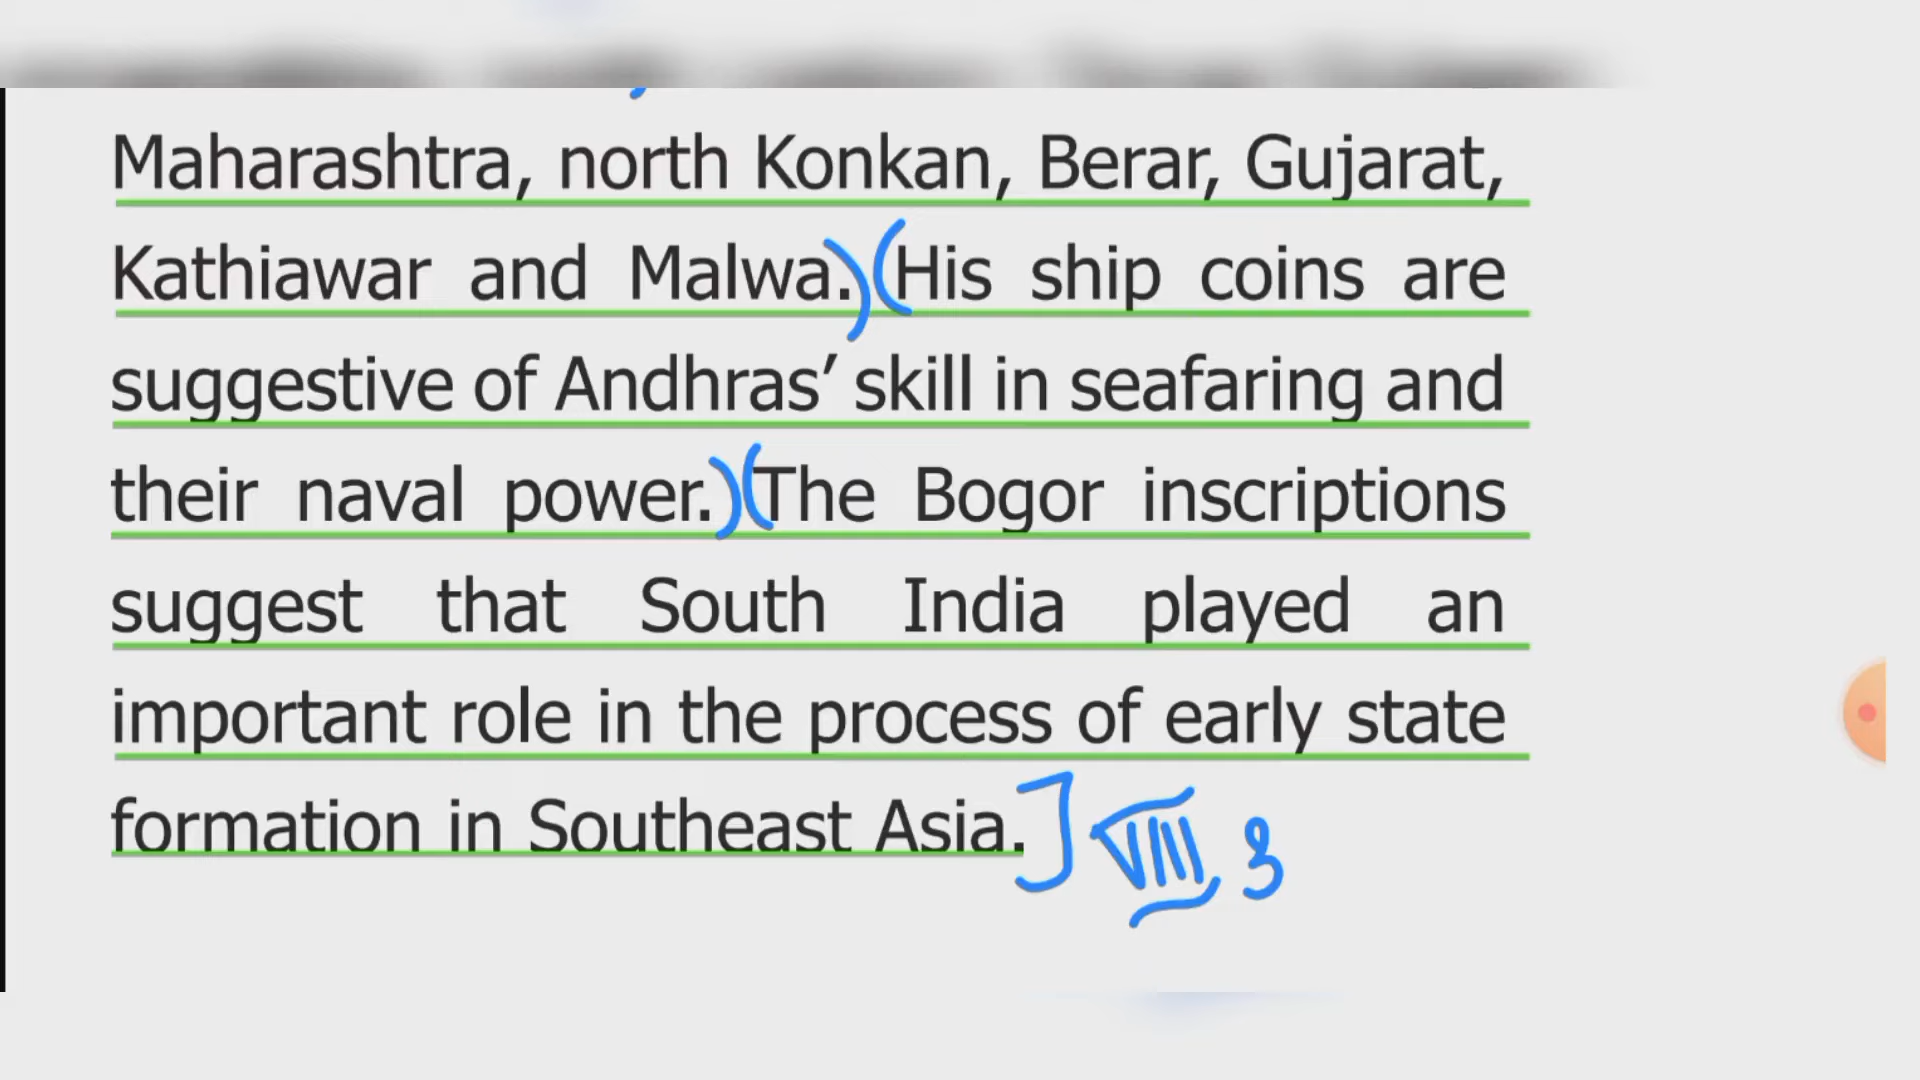 Maharashtra, north Konkan, Berar, Gujarat,
Kathiawar and Malwa.) (His ship coins are
suggestive of Andhras’ skill in seafaring and
their naval power.) (The Bogor inscriptions
suggest that South India played an
important role in the process of early state
formation in Southeast Asia.] VIII 3